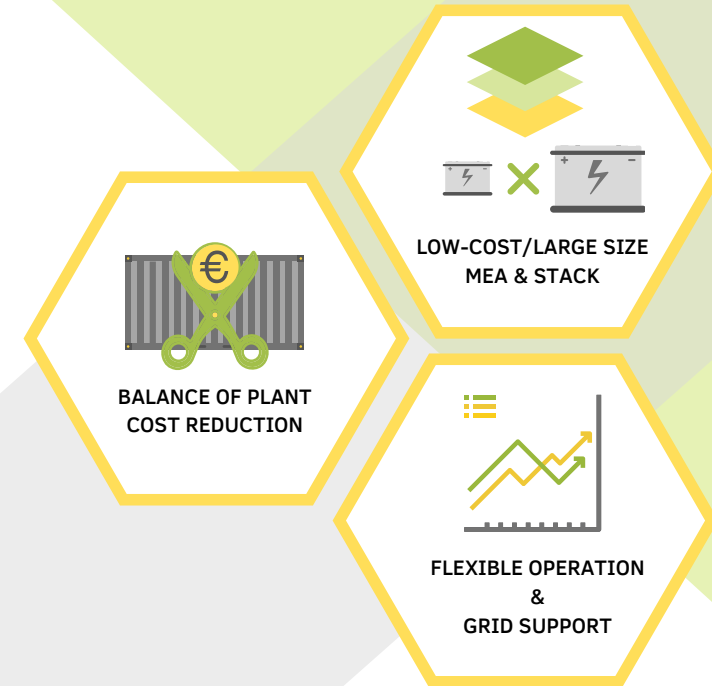 LOW-COST/LARGE SIZE
MEA & STACK
€
BALANCE OF PLANT
COST REDUCTION
FLEXIBLE OPERATION
&
GRID SUPPORT